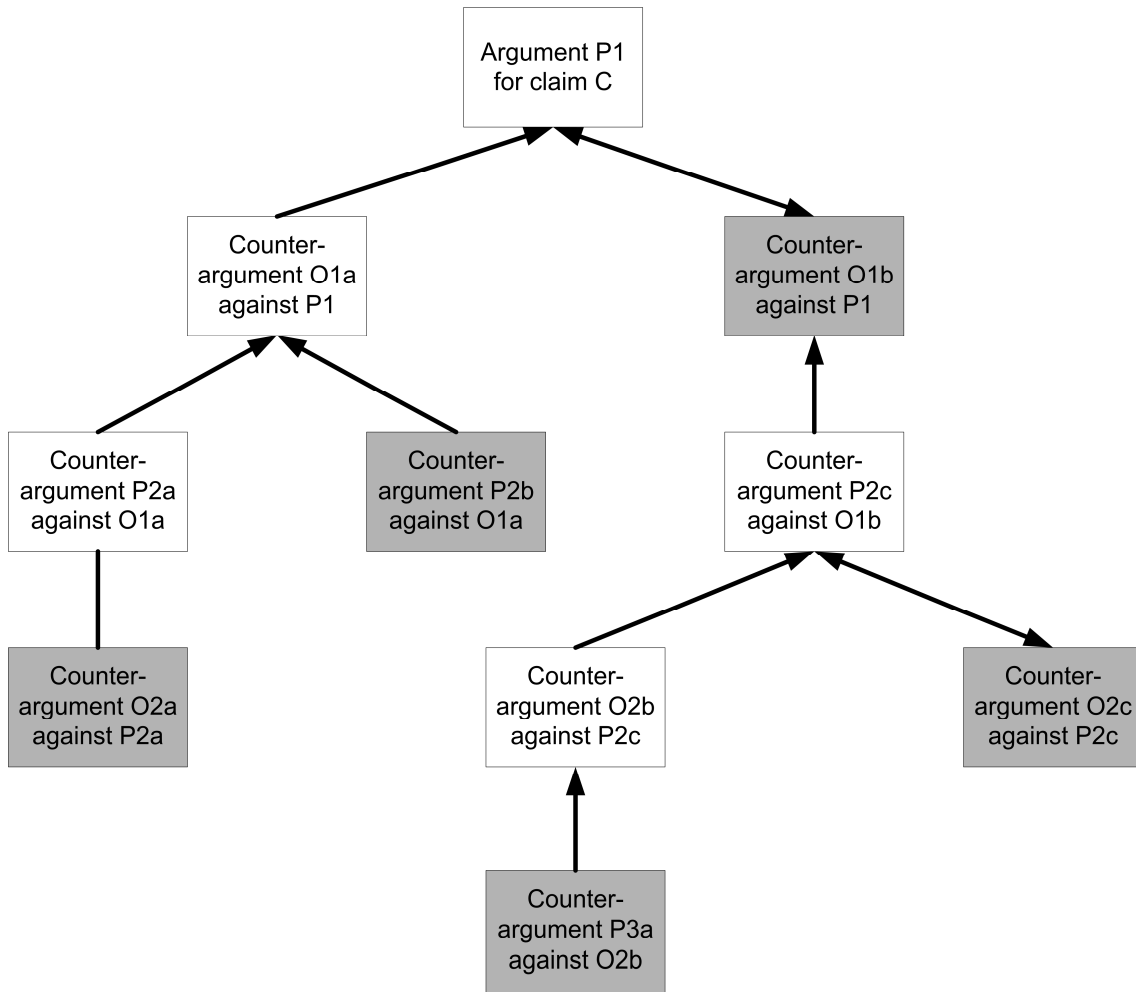 Argument P1
for claim C
Counter-
argument O1a
against P1
Counter-
argument O1b
against P1
Counter-
argument P2a
against O1a
Counter-
argument P2b
against O1a
Counter-
argument P2c
against O1b
Counter-
argument O2a
against P2a
Counter-
argument O2b
against P2c
Counter-
argument O2c
against P2c
Counter-
argument P3a
against O2b